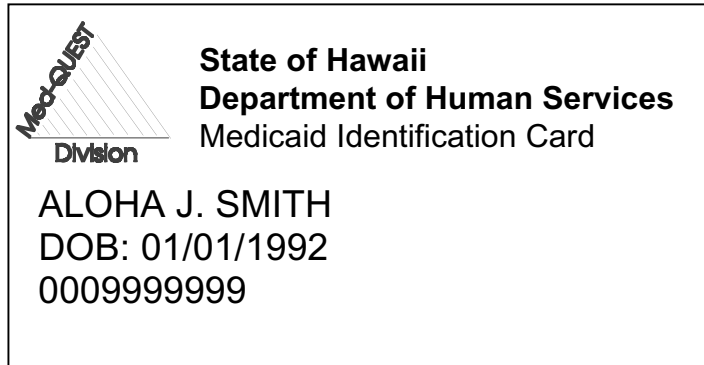 Med-QUEST
Division
State of Hawaii
Department of Human Services
Medicaid Identification Card
ALOHA J. SMITH
DOB: 01/01/1992
0009999999